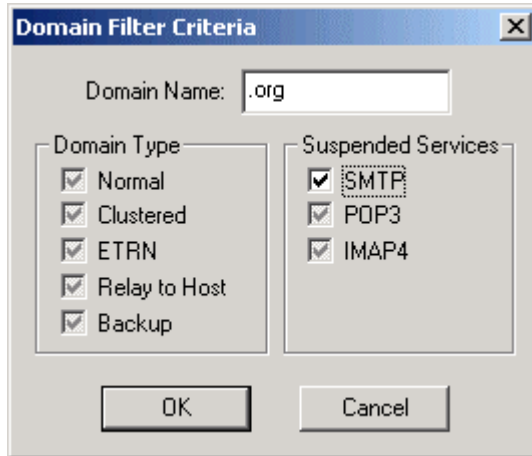 Domain Filter Criteria
Domain Name: .org
Domain Type
Normal
Clustered
ETRN
Relay to Host
Backup
Suspended Services
SMTP
POP3
IMAP4
OK Cancel